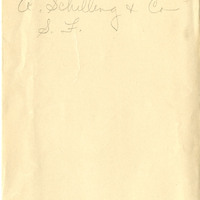 A. Schilling & Co
S. F.